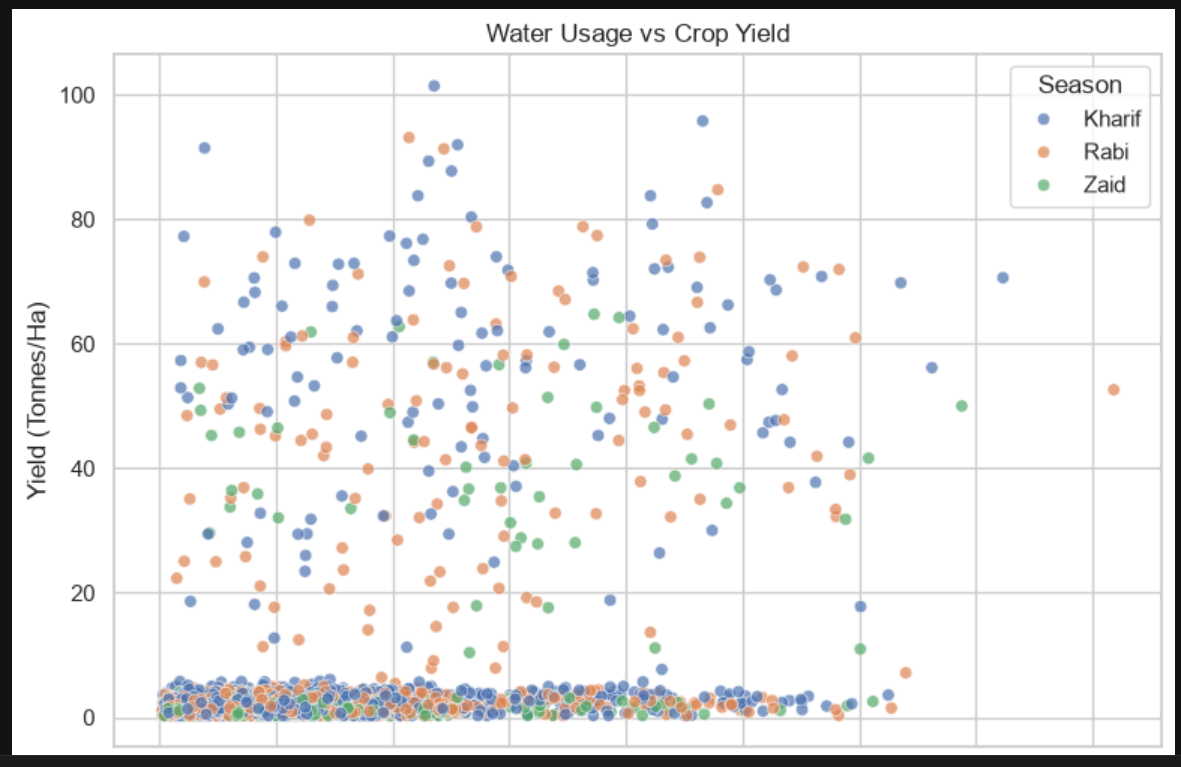 Water Usage vs Crop Yield
Season
Kharif
Rabi
Zaid
Yield (Tonnes/Ha)
100
80
60
40
20
0